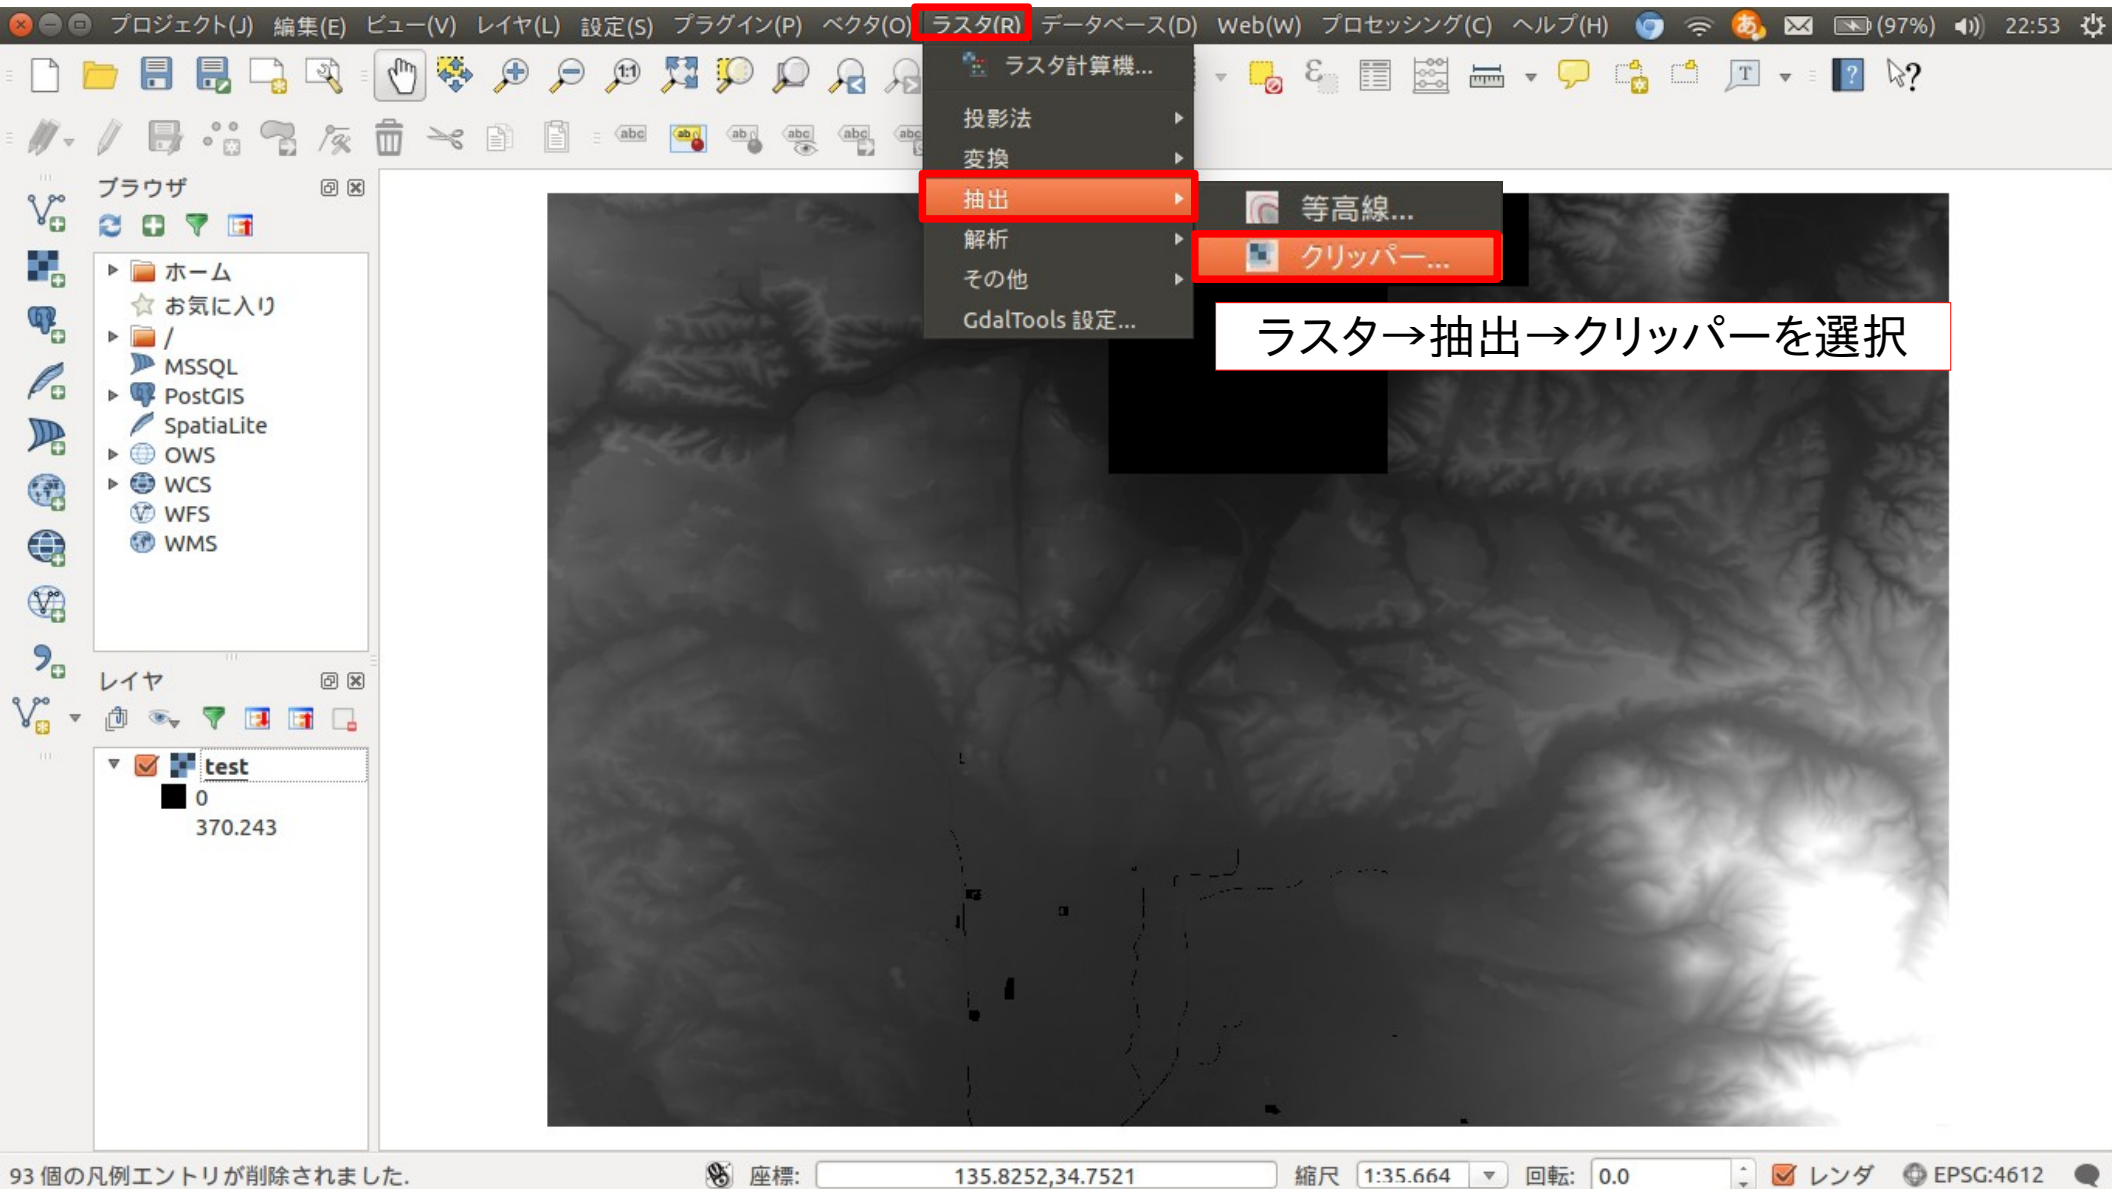 プロジェクト(J) 編集(E) ビュー(V) レイヤ(L) 設定(S) プラグイン(P) ベクタ(O) ラスタ(R) データベース(D) Web(W) プロセッシング(C) ヘルプ(H) あ (97%) 22:53
ラスタ計算機...
投影法
変換
抽出
解析
その他
GdalTools 設定...
等高線...
クリッパー...
ラスタ→抽出→クリッパーを選択
ブラウザ
ホーム
お気に入り
/
MSSQL
PostGIS
SpatiaLite
OWS
WCS
WFS
WMS
レイヤ
test
0
370.243
93 個の凡例エントリが削除されました. 座標: 135.8252,34.7521 縮尺 1:35.664 回転: 0.0 レンダ EPSG:4612